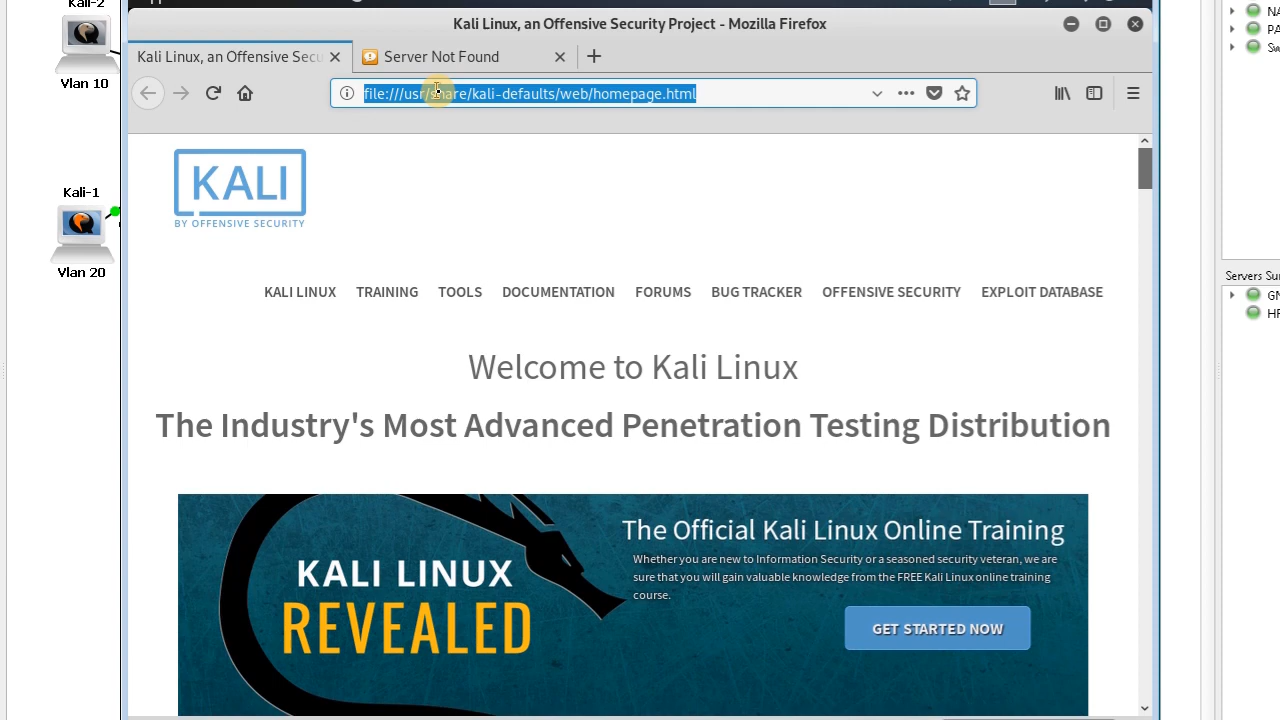 Kali-2
Vlan 10
Kali-1
Vlan 20
Kali Linux, an Offensive Security Project - Mozilla Firefox
Kali Linux, an Offensive Secu
Server Not Found
file:///usr/share/kali-defaults/web/homepage.html
KALI
BY OFFENSIVE SECURITY
KALI LINUX TRAINING TOOLS DOCUMENTATION FORUMS BUG TRACKER OFFENSIVE SECURITY EXPLOIT DATABASE
Welcome to Kali Linux
The Industry's Most Advanced Penetration Testing Distribution
KALI LINUX
REVEALED
The Official Kali Linux Online Training
Whether you are new to Information Security or a seasoned security veteran, we are
sure that you will gain valuable knowledge from the FREE Kali Linux online training
course.
GET STARTED NOW
NA
PA
Sw
Servers Su